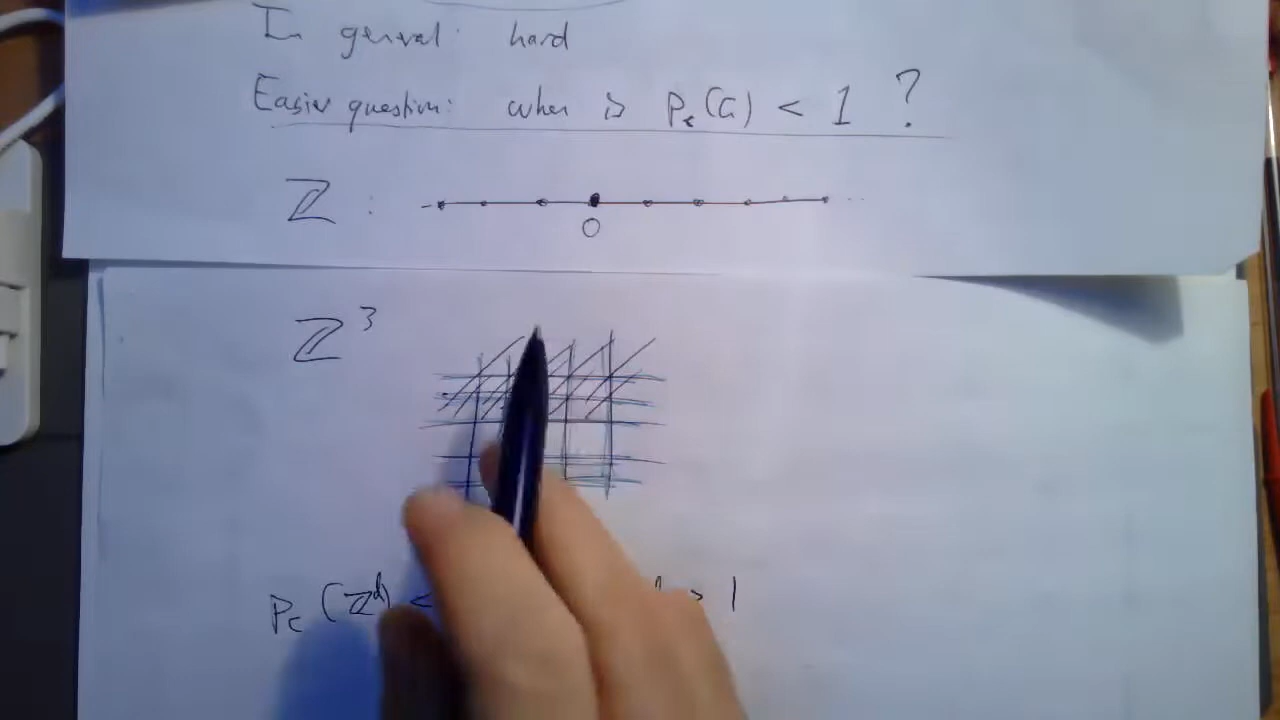 In general: hard
Easier question: when is Pc(G) < 1 ?
ℤ :
0
ℤ³
Pc (ℤᵈ) < > 1